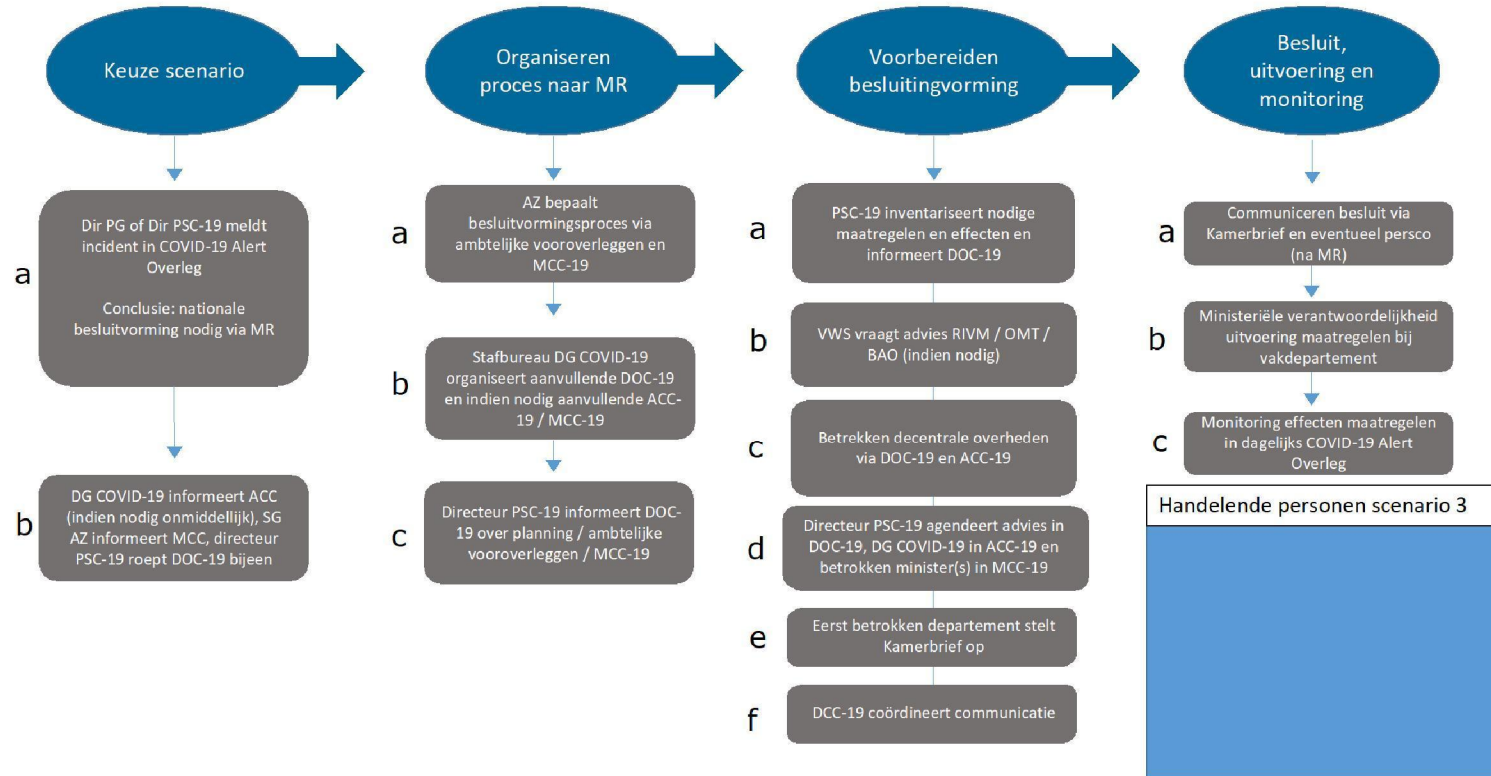 Keuze scenario
a
Dir PG of Dir PSC-19 meldt
incident in COVID-19 Alert
Overleg
Conclusie: nationale
besluitvorming nodig via MR
b
DG COVID-19 informeert ACC
(indien nodig onmiddellijk), SG
AZ informeert MCC, directeur
PSC-19 roept DOC-19 bijeen
Organiseren
proces naar MR
a
AZ bepaalt
besluitvormingsproces via
ambtelijke vooroverleggen en
MCC-19
b
Stafbureau DG COVID-19
organiseert aanvullende DOC-19
en indien nodig aanvullende ACC-
19 / MCC-19
c
Directeur PSC-19 informeert DOC-
19 over planning / ambtelijke
vooroverleggen / MCC-19
Voorbereiden
besluitingvorming
a
PSC-19 inventariseert nodige
maatregelen en effecten en
informeert DOC-19
b
VWS vraagt advies RIVM / OMT /
BAO (indien nodig)
c
Betrekken decentrale overheden
via DOC-19 en ACC-19
d
Directeur PSC-19 agendeert advies in
DOC-19, DG COVID-19 in ACC-19 en
betrokken minister(s) in MCC-19
e
Eerst betrokken departement stelt
Kamerbrief op
f
DCC-19 coördineert communicatie
Besluit,
uitvoering en
monitoring
a
Communiceren besluit via
Kamerbrief en eventueel persco
(na MR)
b
Ministeriële verantwoordelijkheid
uitvoering maatregelen bij
vakdepartement
c
Monitoring effecten maatregelen
in dagelijks COVID-19 Alert
Overleg
Handelende personen scenario 3